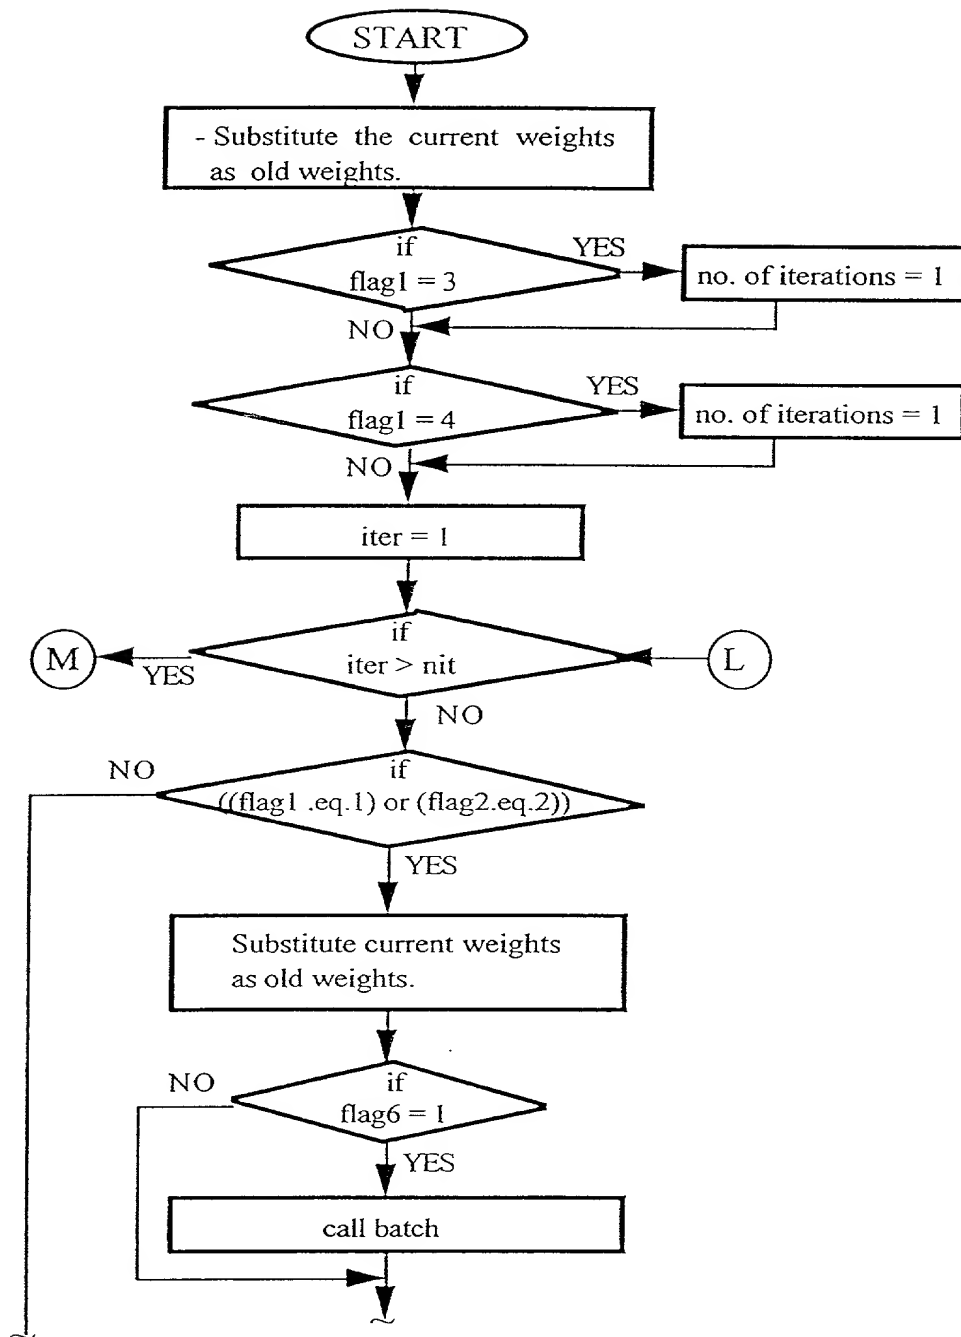 START
- Substitute the current weights
as old weights.
if
flag1 = 3
YES
no. of iterations = 1
NO
if
flag1 = 4
YES
no. of iterations = 1
NO
iter = 1
if
iter > nit
M
YES
L
NO
NO
if
((flag1 .eq.1) or (flag2.eq.2))
YES
Substitute current weights
as old weights.
NO
if
flag6 = 1
YES
call batch
~
~